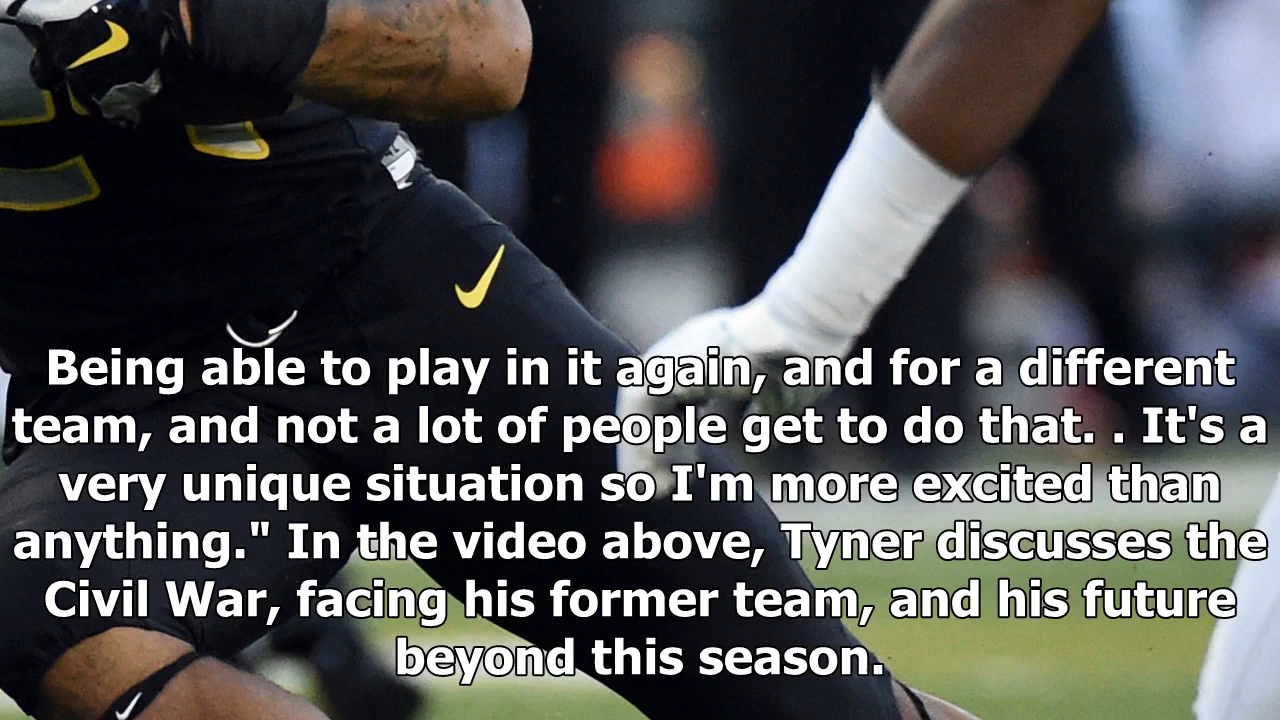 Being able to play in it again, and for a different
team, and not a lot of people get to do that. . It's a
very unique situation so I'm more excited than
anything." In the video above, Tyner discusses the
Civil War, facing his former team, and his future
beyond this season.